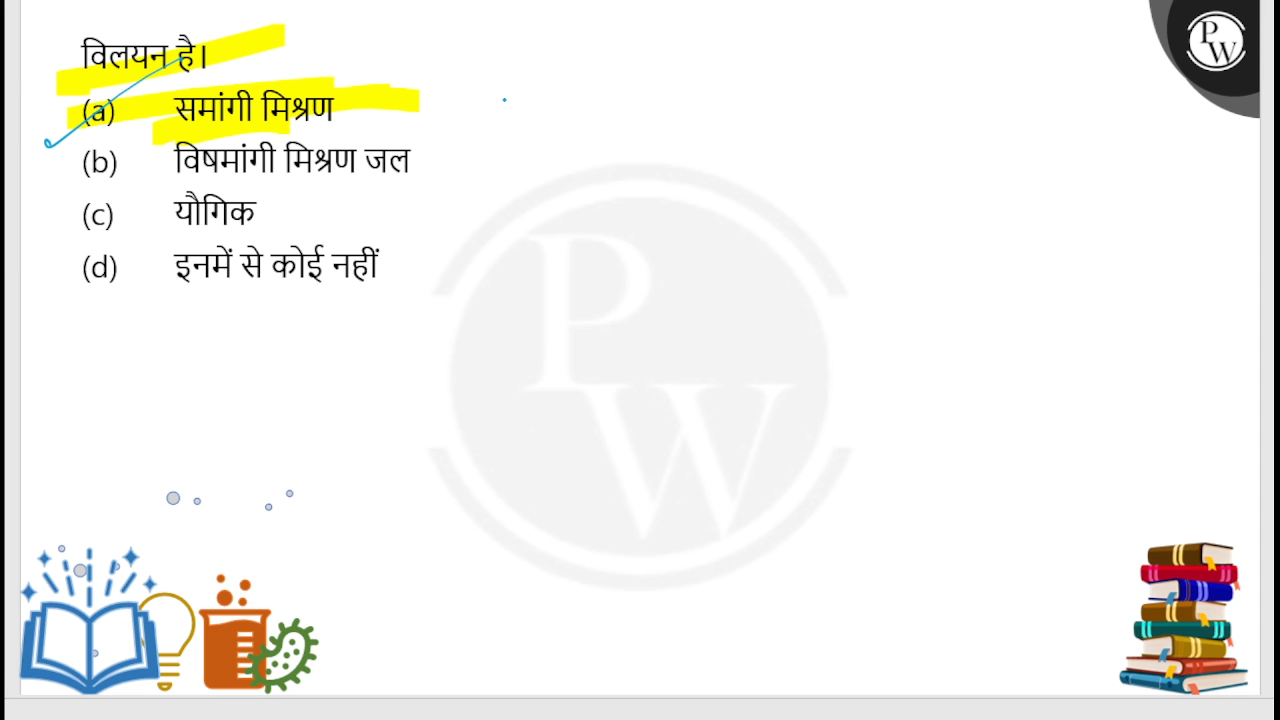 विलयन है।
(a) समांगी मिश्रण
(b) विषमांगी मिश्रण जल
(c) यौगिक
(d) इनमें से कोई नहीं
P
W
P
W